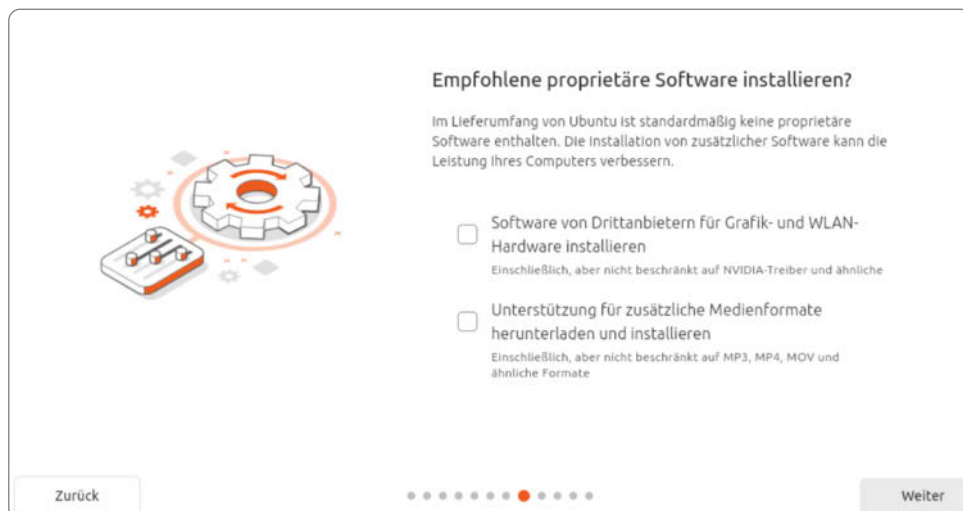 Empfohlene proprietäre Software installieren?
Im Lieferumfang von Ubuntu ist standardmäßig keine proprietäre
Software enthalten. Die Installation von zusätzlicher Software kann die
Leistung Ihres Computers verbessern.
Software von Drittanbietern für Grafik- und WLAN-
Hardware installieren
Einschließlich, aber nicht beschränkt auf NVIDIA-Treiber und ähnliche
Unterstützung für zusätzliche Medienformate
herunterladen und installieren
Einschließlich, aber nicht beschränkt auf MP3, MP4, MOV und
ähnliche Formate
Zurück
Weiter